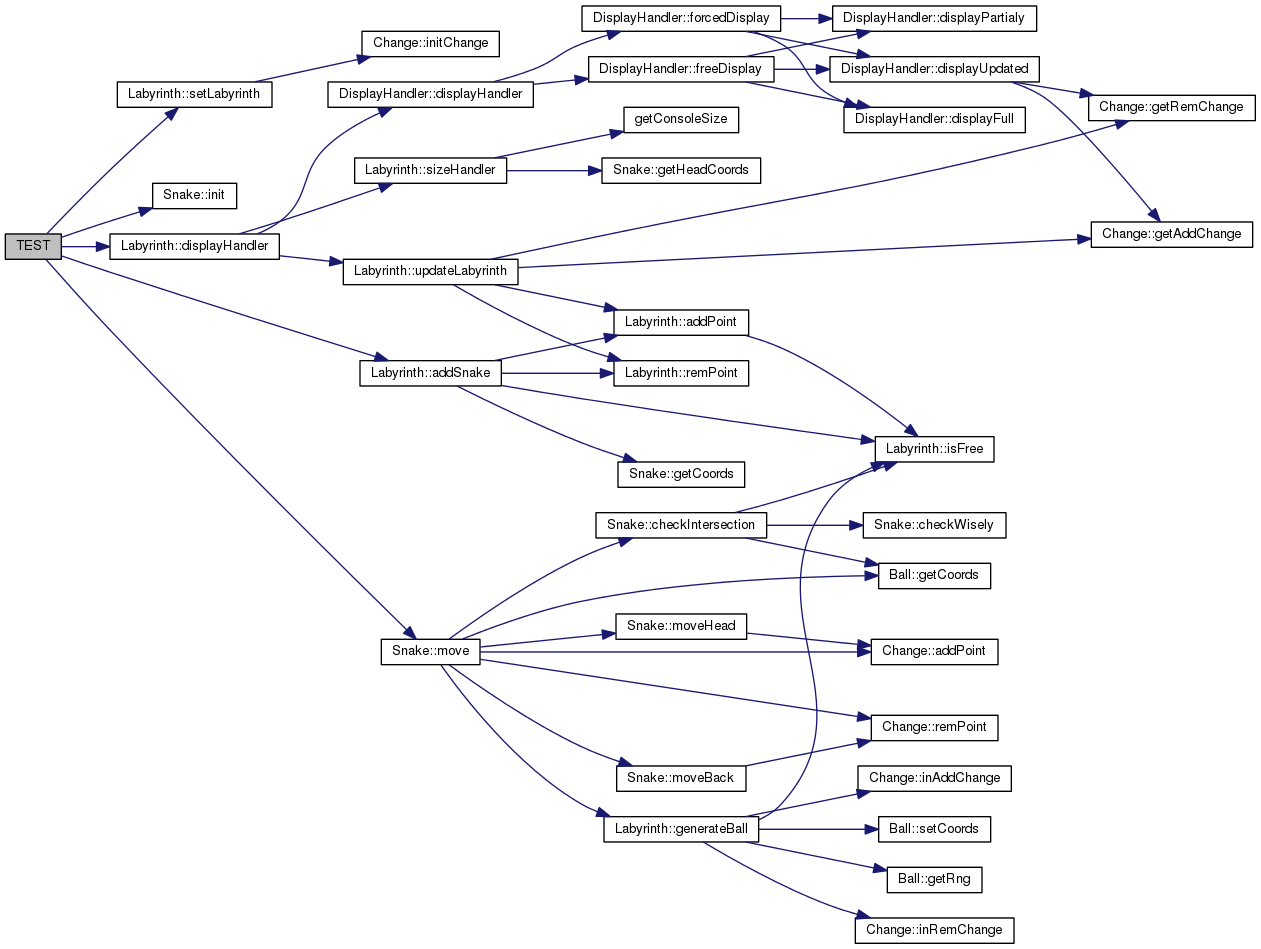 DisplayHandler::forcedDisplay
DisplayHandler::displayPartialy
Change::initChange
DisplayHandler::freeDisplay
DisplayHandler::displayUpdated
Labyrinth::setLabyrinth
DisplayHandler::displayHandler
Change::getRemChange
getConsoleSize
DisplayHandler::displayFull
Labyrinth::sizeHandler
Snake::getHeadCoords
Snake::init
Change::getAddChange
TEST
Labyrinth::displayHandler
Labyrinth::updateLabyrinth
Labyrinth::addPoint
Labyrinth::addSnake
Labyrinth::remPoint
Labyrinth::isFree
Snake::getCoords
Snake::checkIntersection
Snake::checkWisely
Ball::getCoords
Snake::moveHead
Snake::move
Change::addPoint
Change::remPoint
Snake::moveBack
Change::inAddChange
Labyrinth::generateBall
Ball::setCoords
Ball::getRng
Change::inRemChange